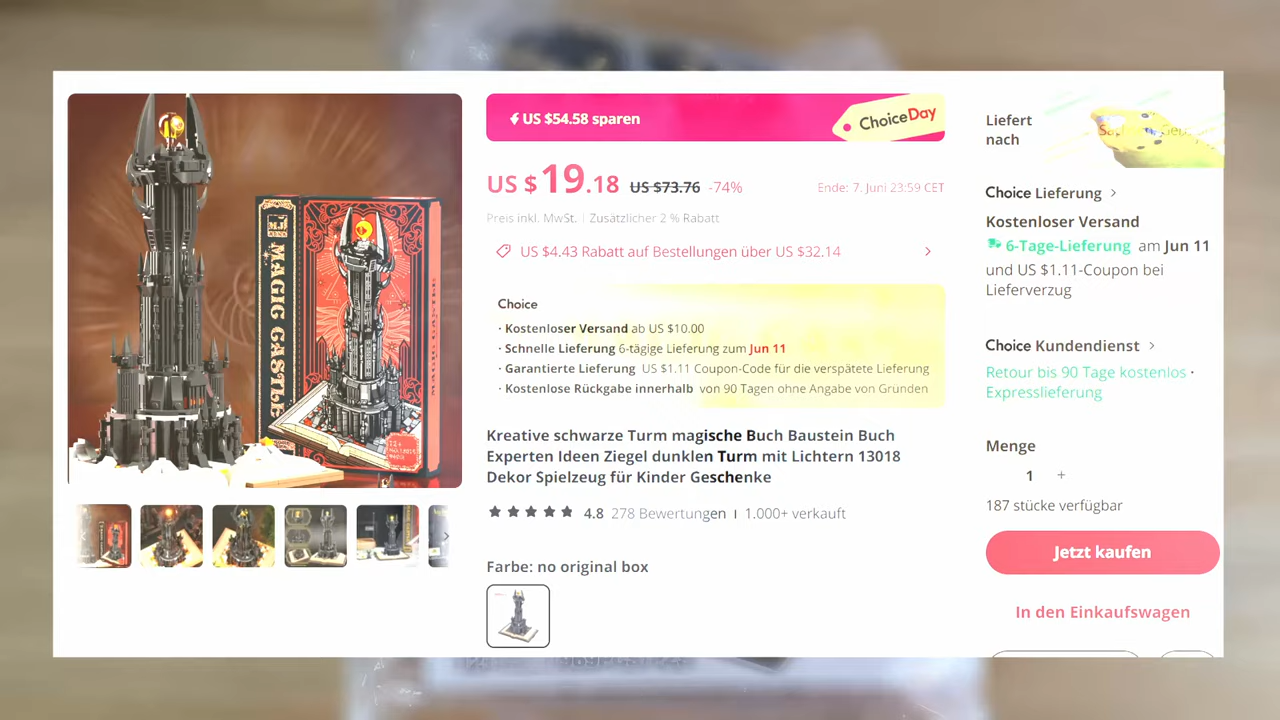 MAGIC CASTLE
US $54.58 sparen
ChoiceDay
US $19.18 US $73.76 -74%
Ende: 7. Juni 23:59 CET
Preis inkl. MwSt. | Zusätzlicher 2 % Rabatt
US $4.43 Rabatt auf Bestellungen über US $32.14
Choice
· Kostenloser Versand ab US $10.00
· Schnelle Lieferung 6-tägige Lieferung zum Jun 11
· Garantierte Lieferung US $1.11 Coupon-Code für die verspätete Lieferung
· Kostenlose Rückgabe innerhalb von 90 Tagen ohne Angabe von Gründen
Kreative schwarze Turm magische Buch Baustein Buch
Experten Ideen Ziegel dunklen Turm mit Lichtern 13018
Dekor Spielzeug für Kinder Geschenke
4.8 278 Bewertungen | 1.000+ verkauft
Farbe: no original box
Liefert
nach
Choice Lieferung >
Kostenloser Versand
6-Tage-Lieferung am Jun 11
und US $1.11-Coupon bei
Lieferverzug
Choice Kundendienst >
Retour bis 90 Tage kostenlos ·
Expresslieferung
Menge
1 +
187 stücke verfügbar
Jetzt kaufen
In den Einkaufswagen